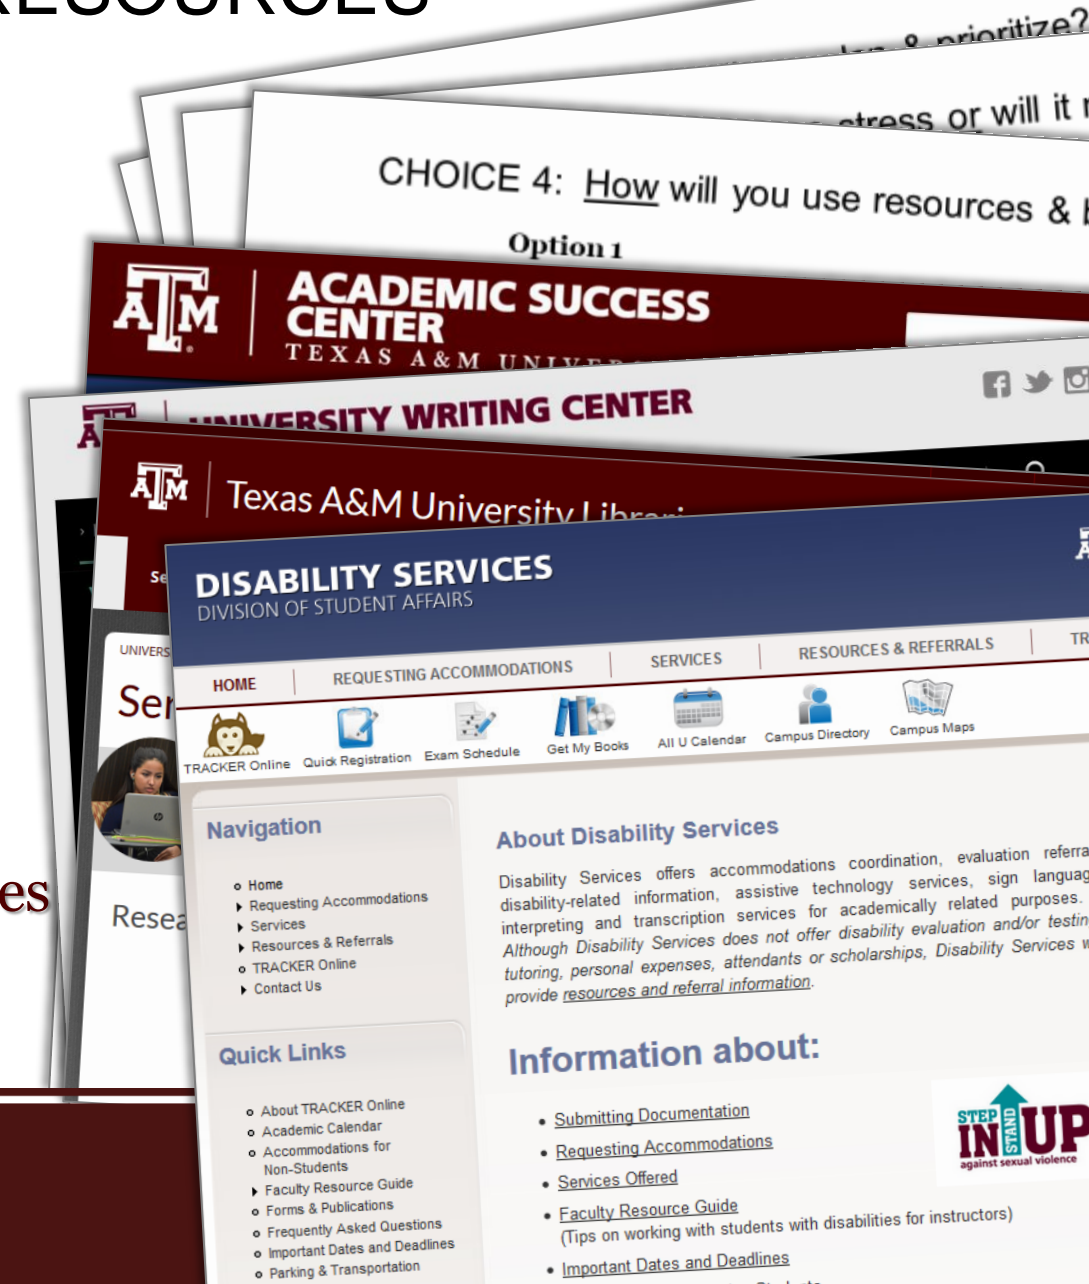 RESOURCES
& prioritize?
stress or will it
CHOICE 4: How will you use resources &
Option 1
ACADEMIC SUCCESS
CENTER
TEXAS A&M
UNIVERSITY WRITING CENTER
Texas A&M University
Se
DISABILITY SERVICES
DIVISION OF STUDENT AFFAIRS
HOME
REQUESTING ACCOMMODATIONS
SERVICES
RESOURCES & REFERRALS
TR
UNIVERS
Ser
TRACKER Online
Quick Registration
Exam Schedule
Get My Books
All U Calendar
Campus Directory
Campus Maps
Navigation
Home
Requesting Accommodations
Services
Resources & Referrals
TRACKER Online
Contact Us
es
Resea
About Disability Services
Disability Services offers accommodations coordination, evaluation referra
disability-related information, assistive technology services, sign languag
interpreting and transcription services for academically related purposes.
Although Disability Services does not offer disability evaluation and/or testin
tutoring, personal expenses, attendants or scholarships, Disability Services w
provide resources and referral information.
Quick Links
About TRACKER Online
Academic Calendar
Accommodations for
Non-Students
Faculty Resource Guide
Forms & Publications
Frequently Asked Questions
Important Dates and Deadlines
Parking & Transportation
Information about:
Submitting Documentation
Requesting Accommodations
Services Offered
Faculty Resource Guide
(Tips on working with students with disabilities for instructors)
Important Dates and Deadlines
STEP
IN STAND UP
against sexual violence